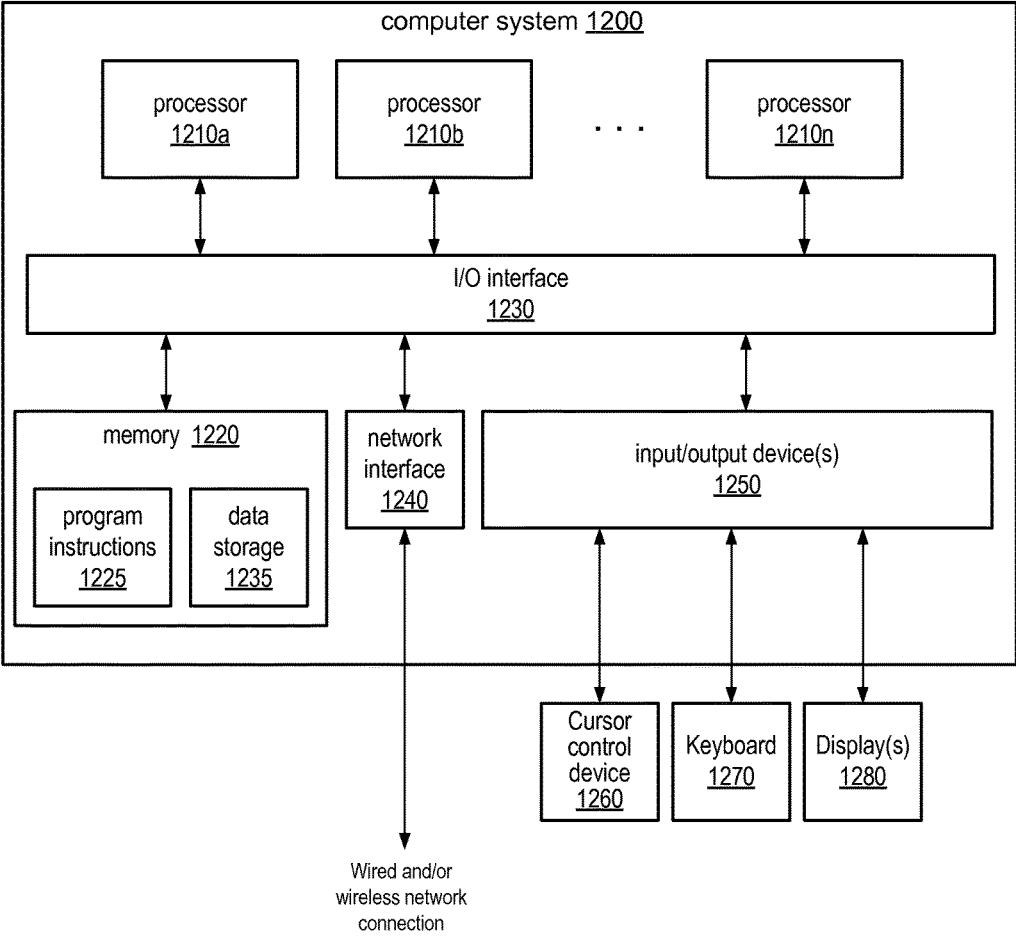 computer system 1200
processor
1210a
processor
1210b
. . .
processor
1210n
I/O interface
1230
memory 1220
program
instructions
1225
data
storage
1235
network
interface
1240
input/output device(s)
1250
Cursor
control
device
1260
Keyboard
1270
Display(s)
1280
Wired and/or
wireless network
connection